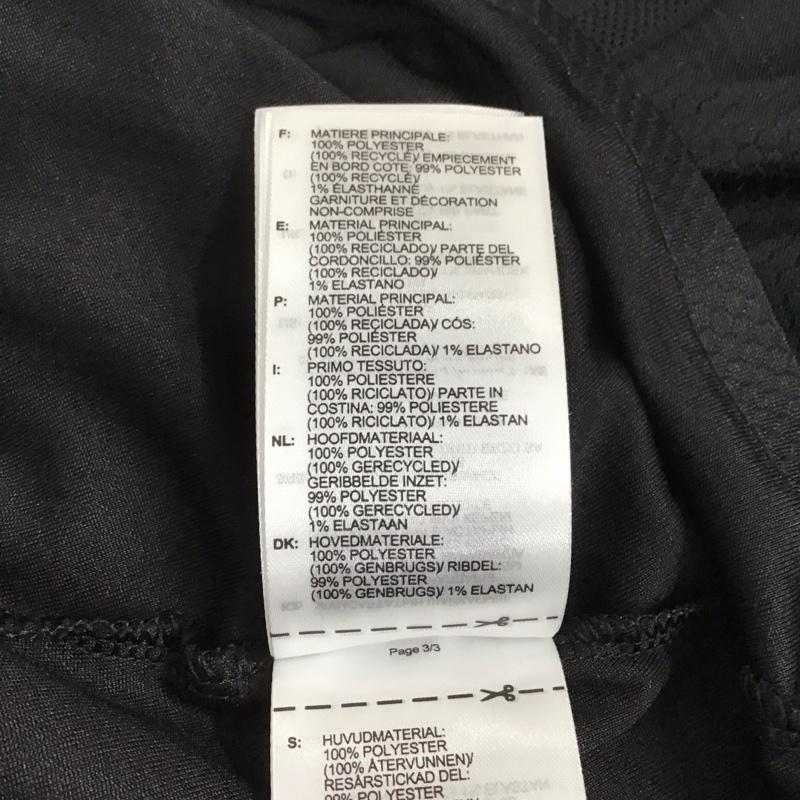 F: MATIERE PRINCIPALE:
100% POLYESTER
(100% RECYCLÉ)/ EMPIECEMENT
EN BORD COTE: 99% POLYESTER
(100% RECYCLÉ)/
1% ÉLASTHANNE
GARNITURE ET DÉCORATION
NON-COMPRISE
E: MATERIAL PRINCIPAL:
100% POLIÉSTER
(100% RECICLADO)/ PARTE DEL
CORDONCILLO: 99% POLIÉSTER
(100% RECICLADO)/
1% ELASTANO
P: MATERIAL PRINCIPAL:
100% POLIÉSTER
(100% RECICLADA)/ CÓS:
99% POLIÉSTER
(100% RECICLADA)/ 1% ELASTANO
I: PRIMO TESSUTO:
100% POLIESTERE
(100% RICICLATO)/ PARTE IN
COSTINA: 99% POLIESTERE
(100% RICICLATO)/ 1% ELASTAN
NL: HOOFDMATERIAAL:
100% POLYESTER
(100% GERECYCLED)/
GERIBBELDE INZET:
99% POLYESTER
(100% GERECYCLED)/
1% ELASTAAN
DK: HOVEDMATERIALE:
100% POLYESTER
(100% GENBRUGS)/ RIBDEL:
99% POLYESTER
(100% GENBRUGS)/ 1% ELASTAN
Page 3/3
S: HUVUDMATERIAL:
100% POLYESTER
(100% ÅTERVUNNEN)/
RESÅRSTICKAD DEL:
99% POLYESTER